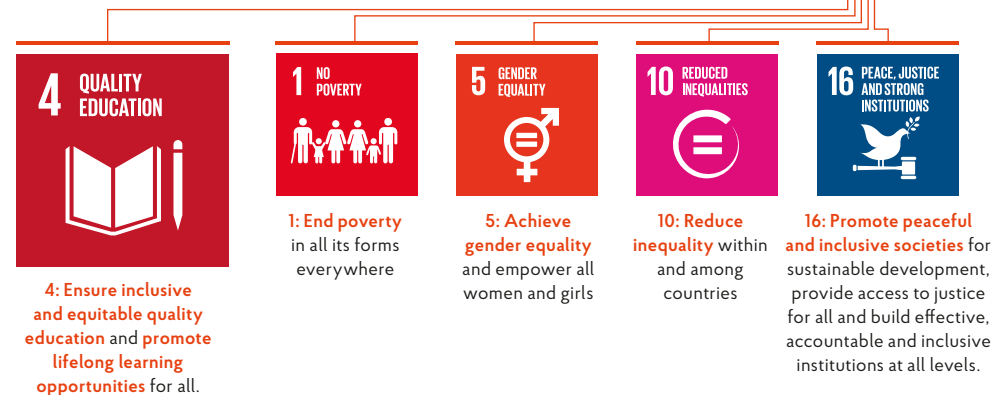 4 QUALITY
EDUCATION
4: Ensure inclusive
and equitable quality
education and promote
lifelong learning
opportunities for all.
1 NO
POVERTY
1: End poverty
in all its forms
everywhere
5 GENDER
EQUALITY
5: Achieve
gender equality
and empower all
women and girls
10 REDUCED
INEQUALITIES
10: Reduce
inequality within
and among
countries
16 PEACE, JUSTICE
AND STRONG
INSTITUTIONS
16: Promote peaceful
and inclusive societies for
sustainable development,
provide access to justice
for all and build effective,
accountable and inclusive
institutions at all levels.